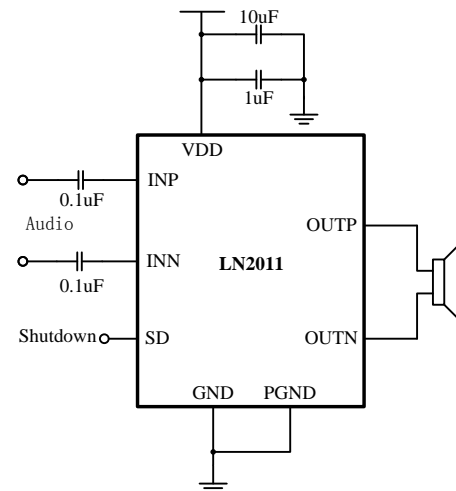 10uF
1uF
VDD
INP
0.1uF
Audio
OUTP
INN
LN2011
0.1uF
Shutdown
SD
OUTN
GND
PGND